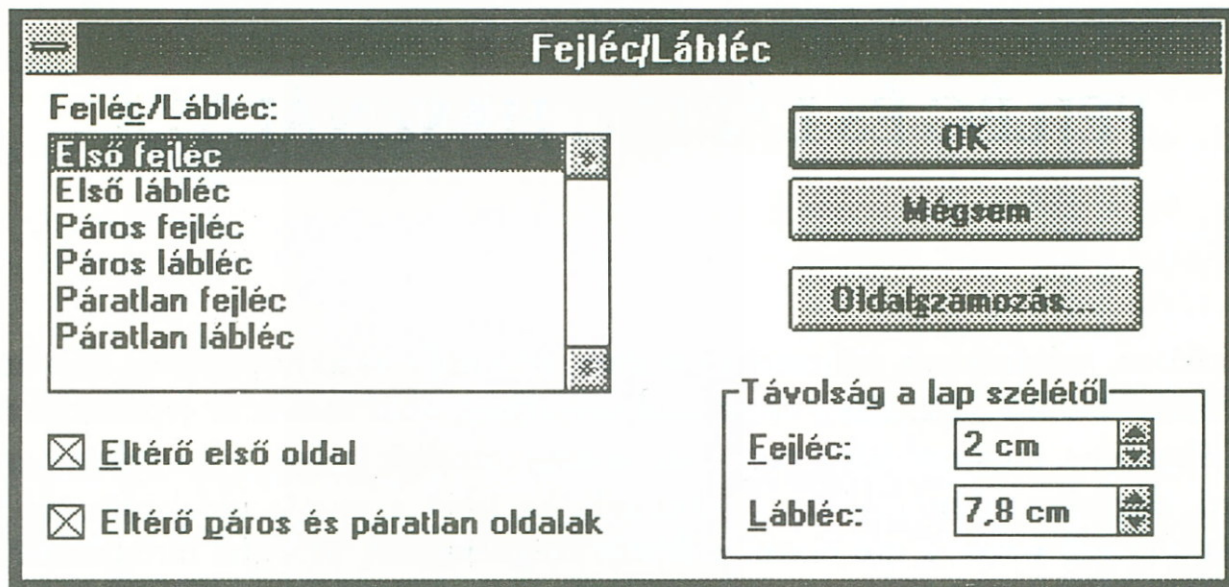 Fejléc/Lábléc
Fejléc/Lábléc:
Első fejléc
Első lábléc
Páros fejléc
Páros lábléc
Páratlan fejléc
Páratlan lábléc
Eltérő első oldal
Eltérő páros és páratlan oldalak
OK
Mégsem
Oldalszámozás...
Távolság a lap szélétől
Fejléc: 2 cm
Lábléc: 7,8 cm